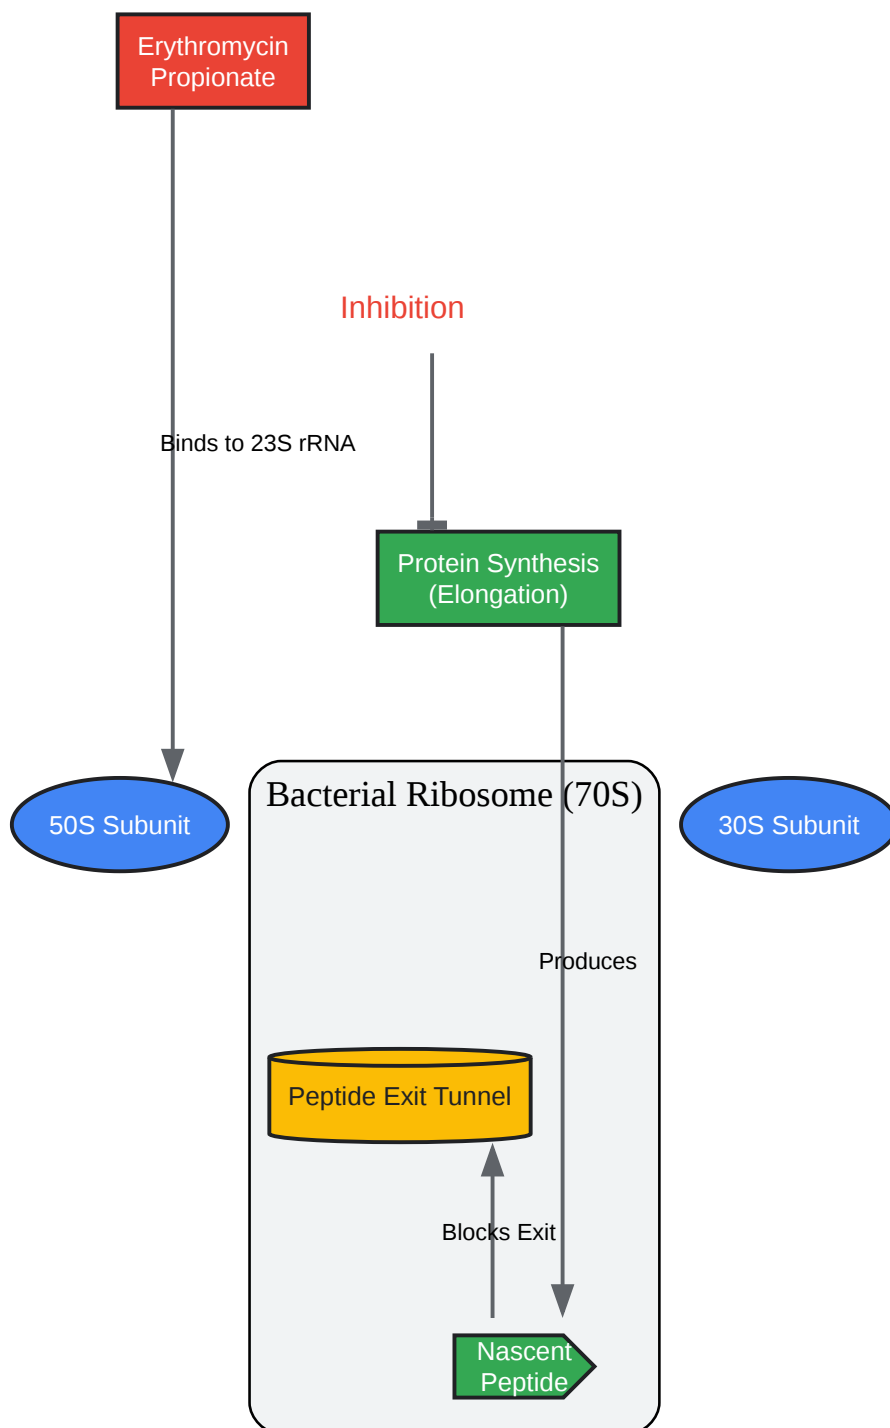 Erythromycin
Propionate
Inhibition
Binds to 23S rRNA
Protein Synthesis
(Elongation)
Bacterial Ribosome (70S)
50S Subunit
30S Subunit
Produces
Peptide Exit Tunnel
Blocks Exit
Nascent
Peptide